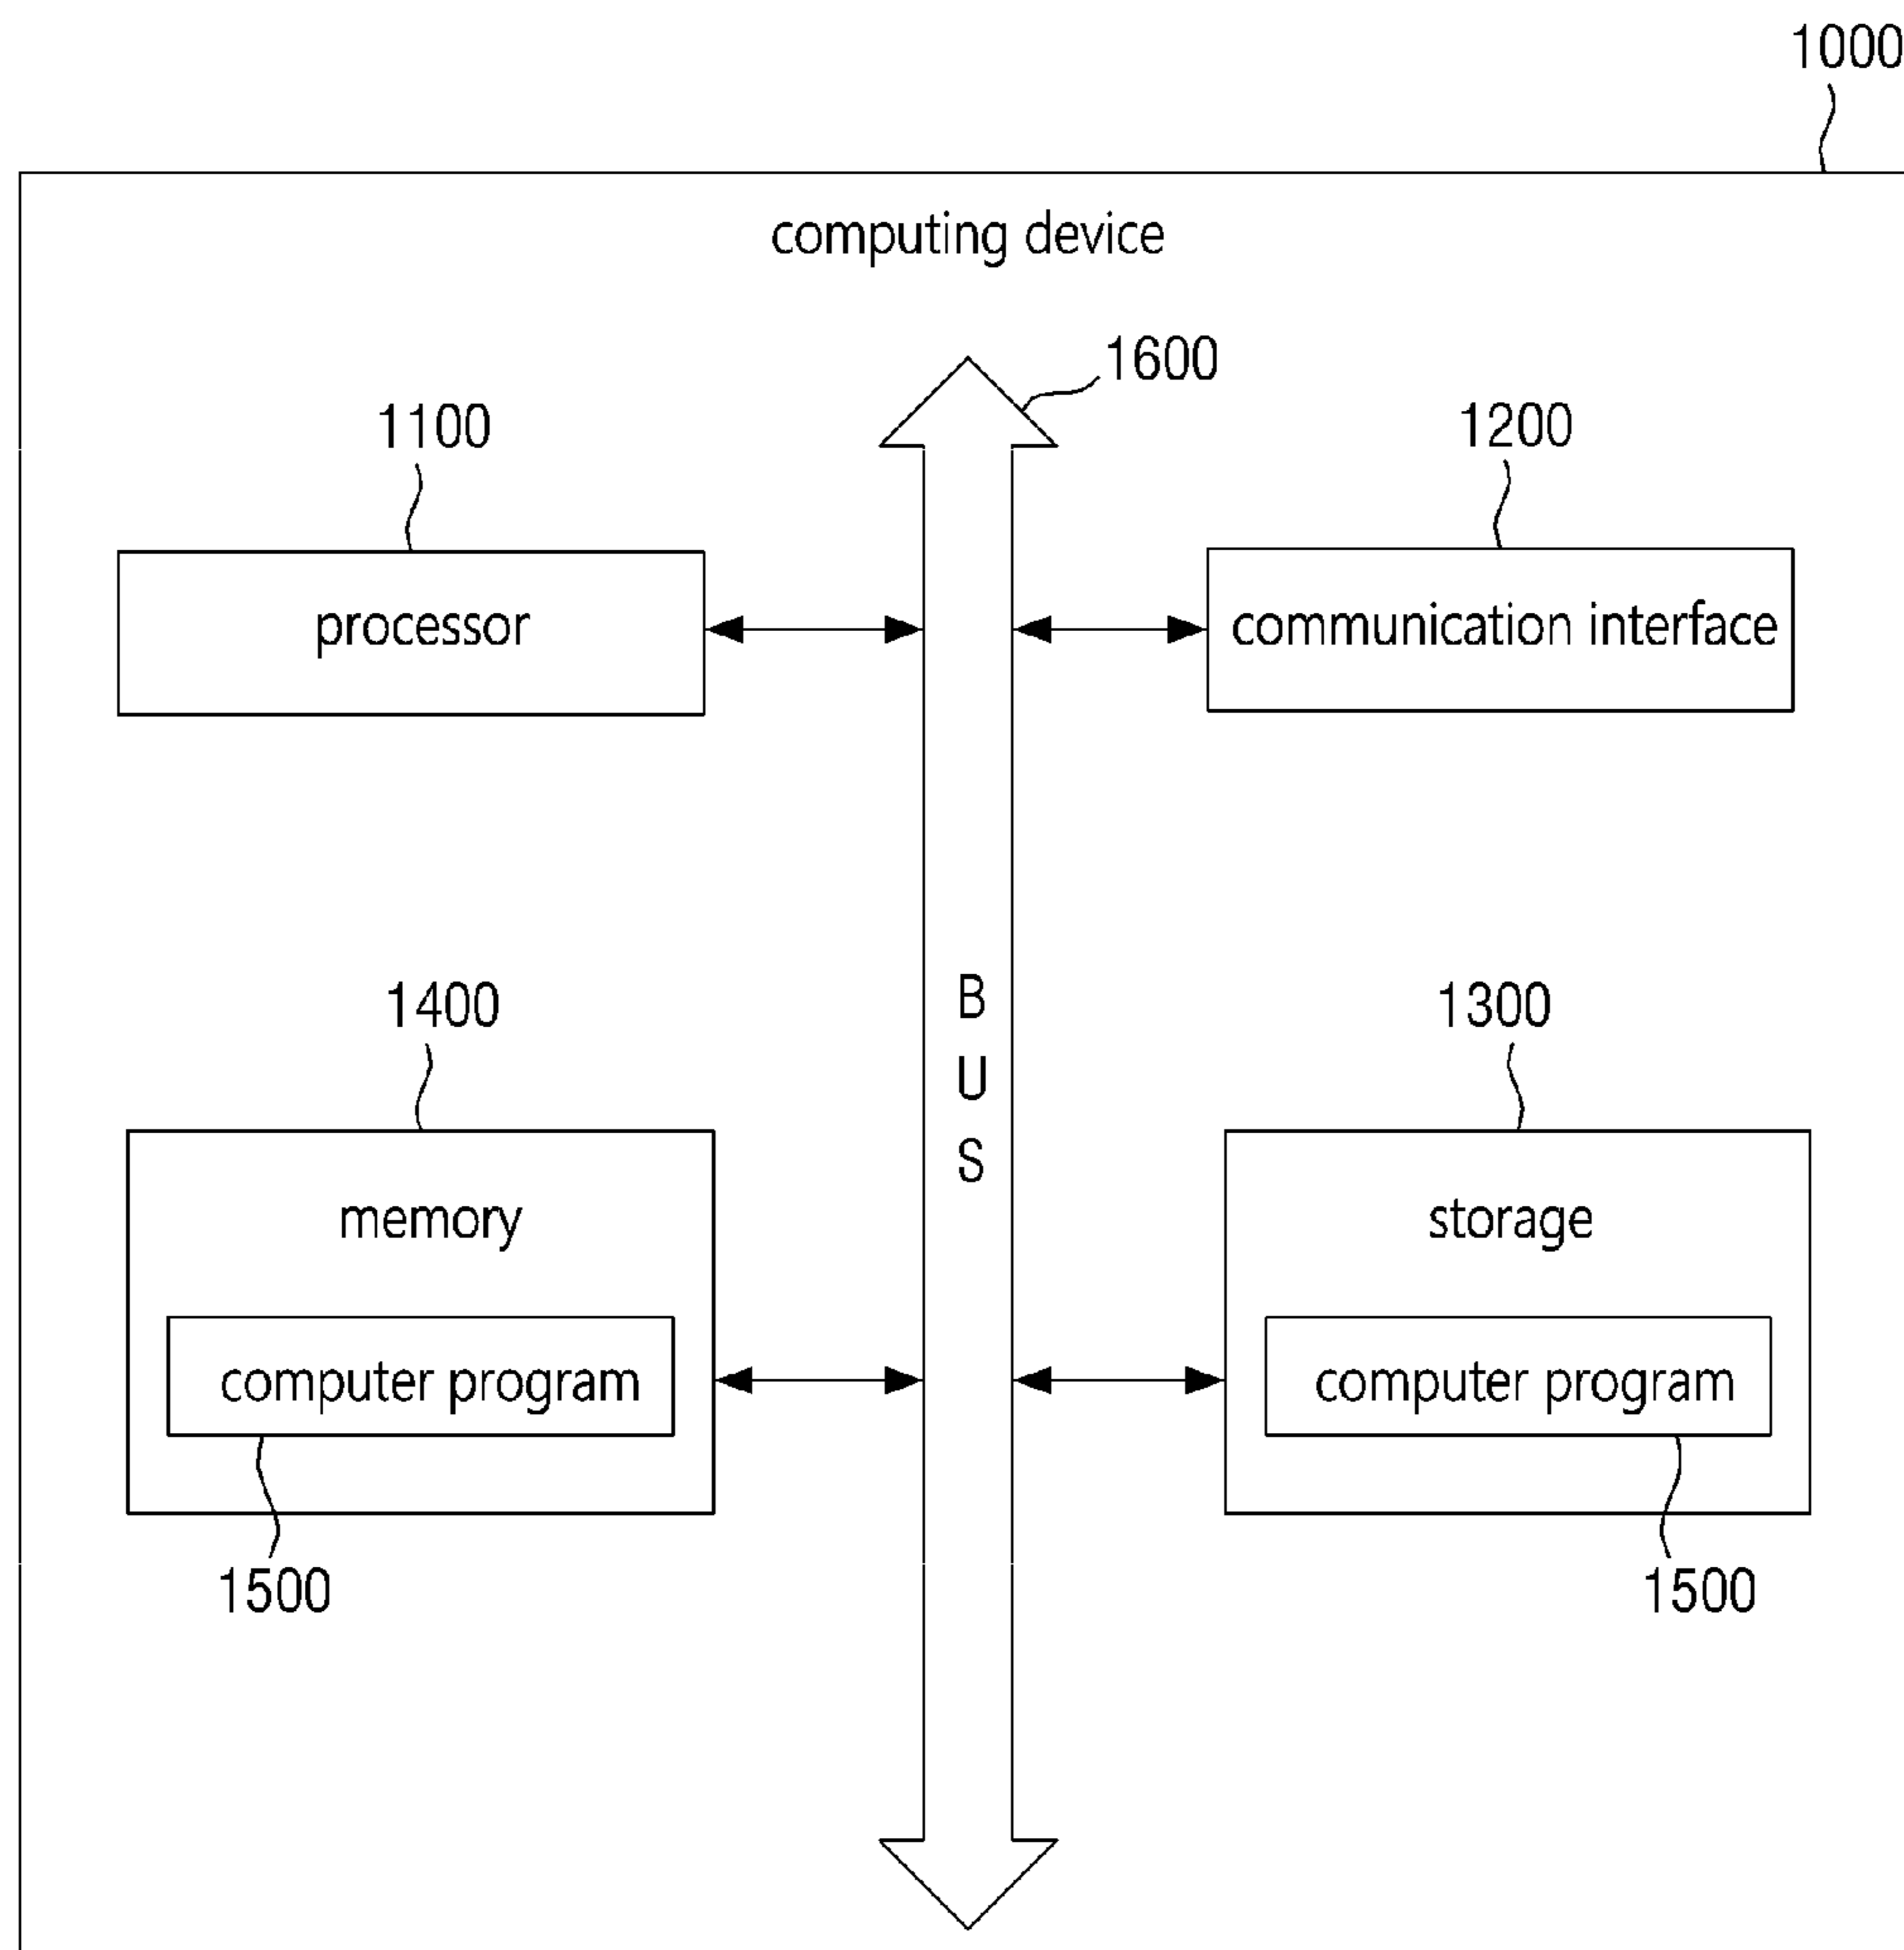 1000
computing device
1600
1100
1200
processor
communication interface
1400
1300
B
U
S
memory
storage
computer program
computer program
1500
1500